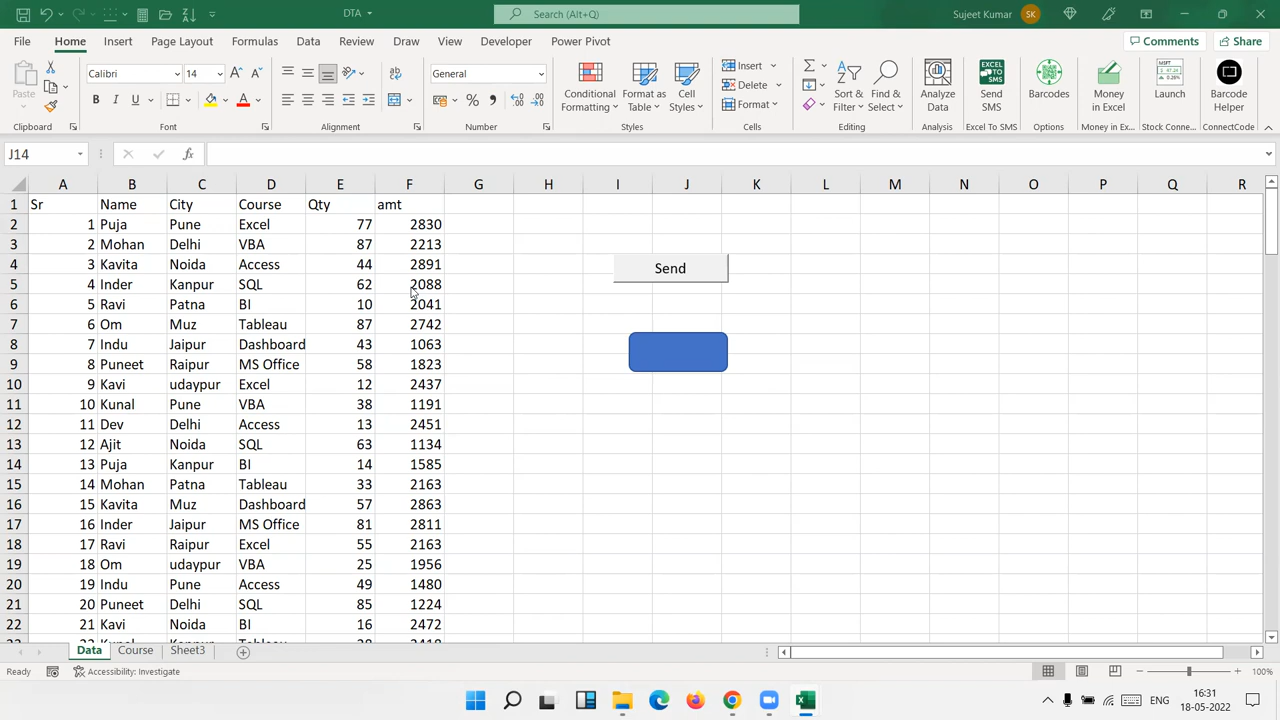 DTA
Search (Alt+Q)
Sujeet Kumar
SK
File Home Insert Page Layout Formulas Data Review View Developer Power Pivot
Comments Share
Paste
Calibri 14
General
Conditional Formatting
Format as Table
Cell Styles
Insert
Delete
Format
Sort & Filter
Find & Select
Analyze Data
Send SMS
Barcodes
Money in Excel
Launch
Barcode Helper
Clipboard Font Alignment Number Styles Cells Editing Analysis Excel To SMS Options Money in Ex... Stock Conne... ConnectCode
J14
A B C D E F G H I J K L M N O P Q R
1 Sr Name City Course Qty amt
2 1 Puja Pune Excel 77 2830
3 2 Mohan Delhi VBA 87 2213
4 3 Kavita Noida Access 44 2891
5 4 Inder Kanpur SQL 62 2088
6 5 Ravi Patna BI 10 2041
7 6 Om Muz Tableau 87 2742
8 7 Indu Jaipur Dashboard 43 1063
9 8 Puneet Raipur MS Office 58 1823
10 9 Kavi udaypur Excel 12 2437
11 10 Kunal Pune VBA 38 1191
12 11 Dev Delhi Access 13 2451
13 12 Ajit Noida SQL 63 1134
14 13 Puja Kanpur BI 14 1585
15 14 Mohan Patna Tableau 33 2163
16 15 Kavita Muz Dashboard 57 2863
17 16 Inder Jaipur MS Office 81 2811
18 17 Ravi Raipur Excel 55 2163
19 18 Om udaypur VBA 25 1956
20 19 Indu Pune Access 49 1480
21 20 Puneet Delhi SQL 85 1224
22 21 Kavi Noida BI 16 2472
Send
Data Course Sheet3
Ready
Accessibility: Investigate
100%
ENG
16:31
18-05-2022